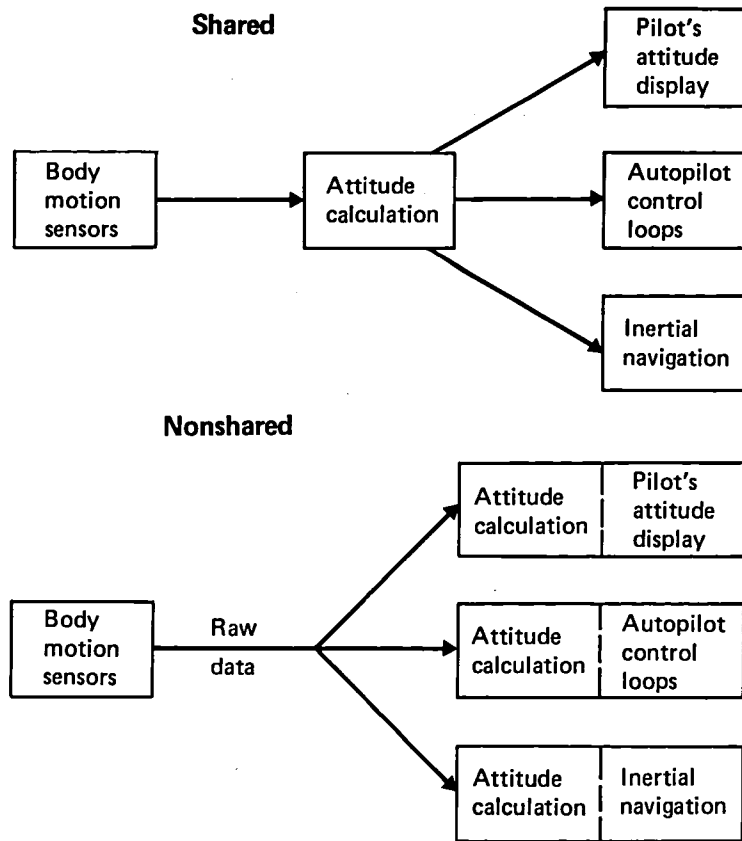 Shared
Body
motion
sensors
Attitude
calculation
Pilot's
attitude
display
Autopilot
control
loops
Inertial
navigation
Nonshared
Body
motion
sensors
Raw
data
Attitude
calculation
Pilot's
attitude
display
Attitude
calculation
Autopilot
control
loops
Attitude
calculation
Inertial
navigation